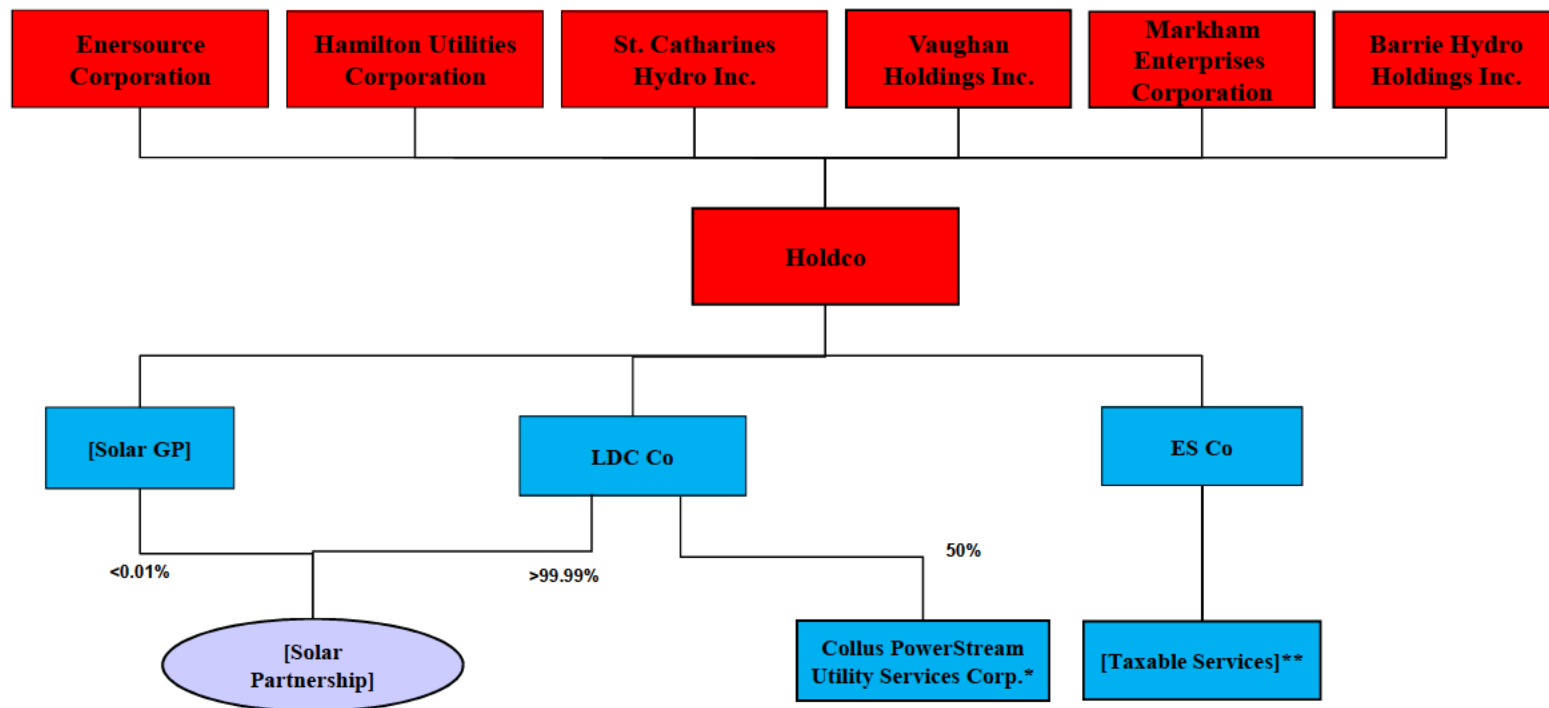 Enersource
Corporation
Hamilton Utilities
Corporation
St. Catharines
Hydro Inc.
Vaughan
Holdings Inc.
Markham
Enterprises
Corporation
Barrie Hydro
Holdings Inc.
Holdco
[Solar GP]
LDC Co
ES Co
<0.01%
>99.99%
50%
[Solar
Partnership]
Collus PowerStream
Utility Services Corp.*
[Taxable Services]**